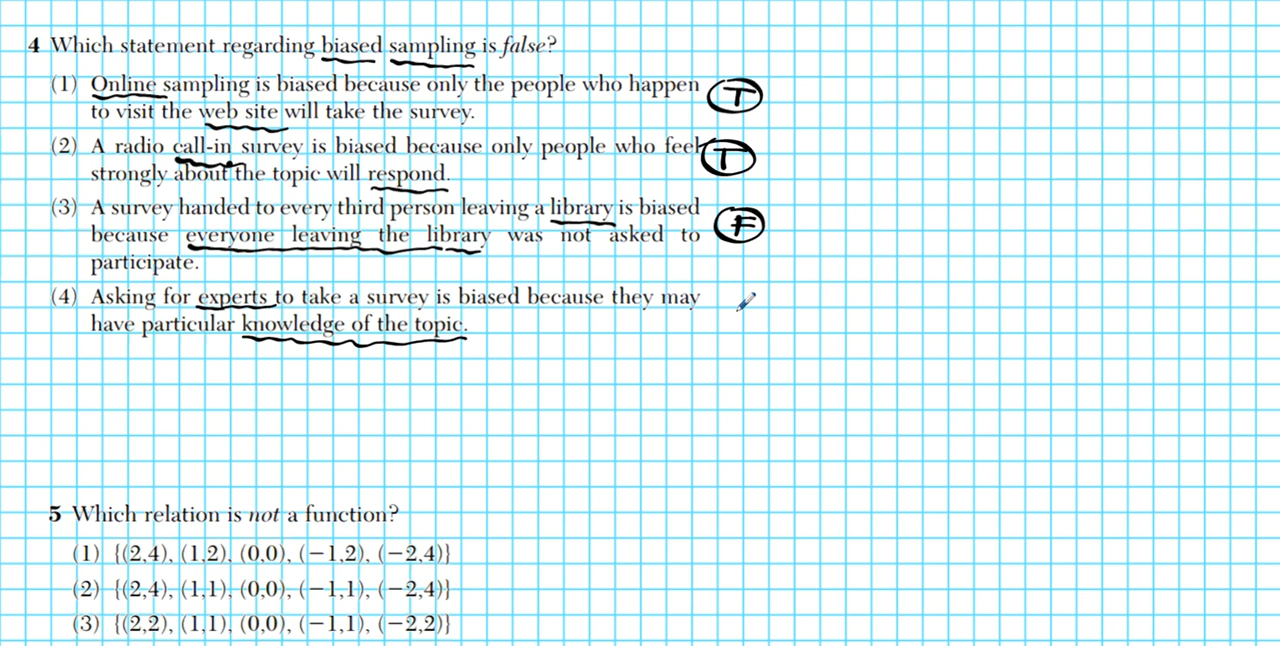 4 Which statement regarding biased sampling is false?
(1) Online sampling is biased because only the people who happen T
to visit the web site will take the survey.
(2) A radio call-in survey is biased because only people who feel T
strongly about the topic will respond.
(3) A survey handed to every third person leaving a library is biased F
because everyone leaving the library was not asked to
participate.
(4) Asking for experts to take a survey is biased because they may
have particular knowledge of the topic.
5 Which relation is not a function?
(1) {(2,4), (1,2), (0,0), (−1,2), (−2,4)}
(2) {(2,4), (1,1), (0,0), (−1,1), (−2,4)}
(3) {(2,2), (1,1), (0,0), (−1,1), (−2,2)}